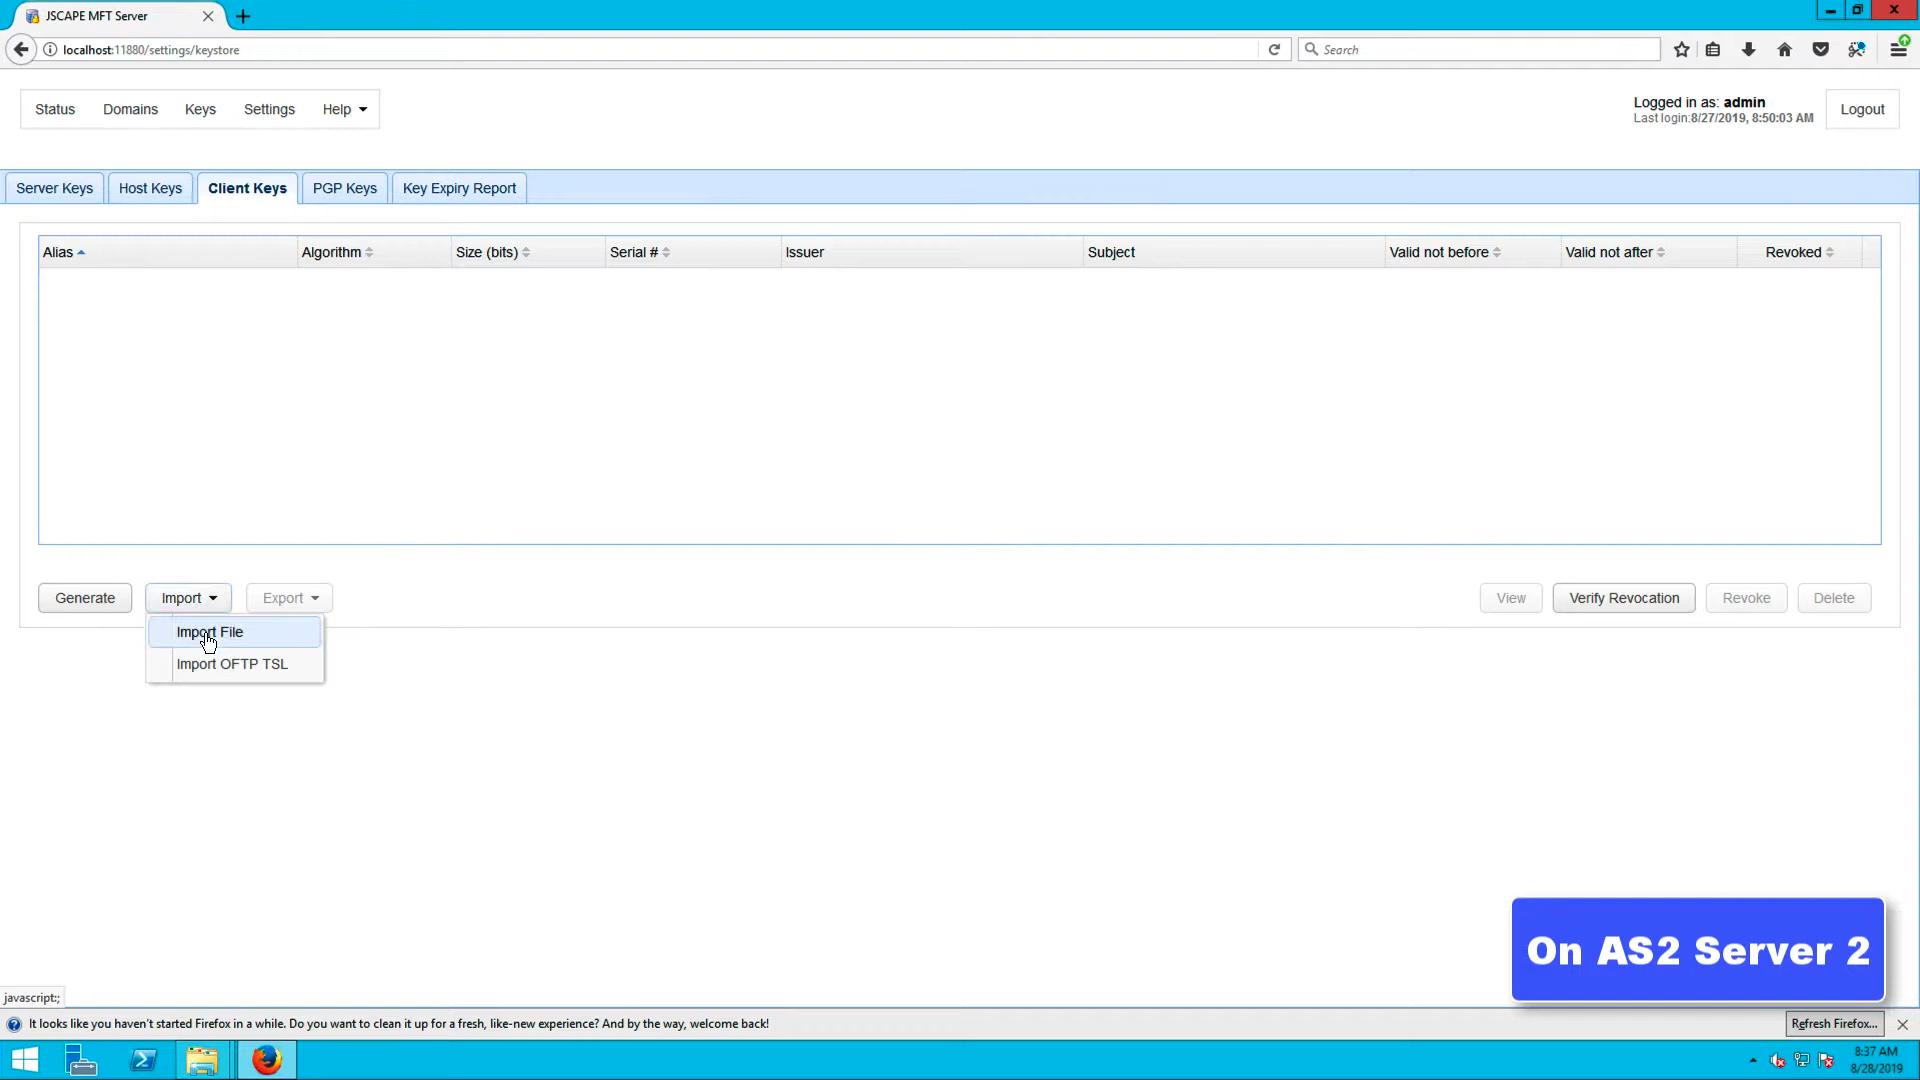 JSCAPE MFT Server
localhost:11880/settings/keystore
Search
Status Domains Keys Settings Help
Logged in as: admin
Last login:8/27/2019, 8:50:03 AM
Logout
Server Keys Host Keys Client Keys PGP Keys Key Expiry Report
Alias Algorithm Size (bits) Serial # Issuer Subject Valid not before Valid not after Revoked
Generate Import Export View Verify Revocation Revoke Delete
Import File
Import OFTP TSL
On AS2 Server 2
javascript:;
It looks like you haven't started Firefox in a while. Do you want to clean it up for a fresh, like-new experience? And by the way, welcome back!
Refresh Firefox...
8:37 AM
8/28/2019